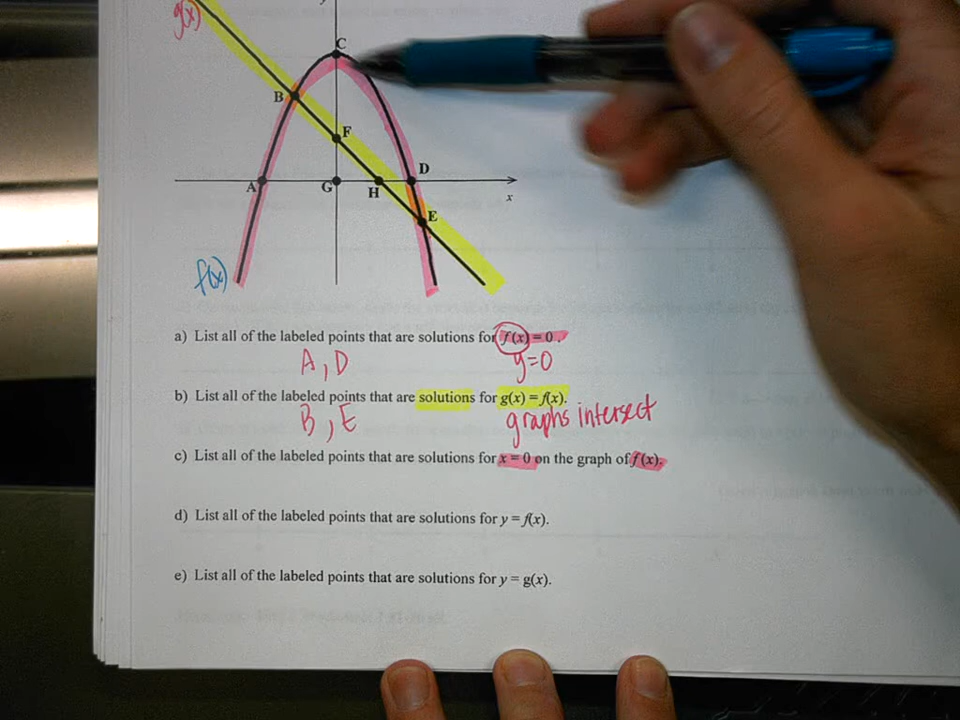 g(x)
y
C
B
F
D
A
G
H
x
E
f(x)
a) List all of the labeled points that are solutions for f(x) = 0.
A, D
y=0
b) List all of the labeled points that are solutions for g(x) = f(x).
B, E
graphs intersect
c) List all of the labeled points that are solutions for x = 0 on the graph of f(x).
d) List all of the labeled points that are solutions for y = f(x).
e) List all of the labeled points that are solutions for y = g(x).